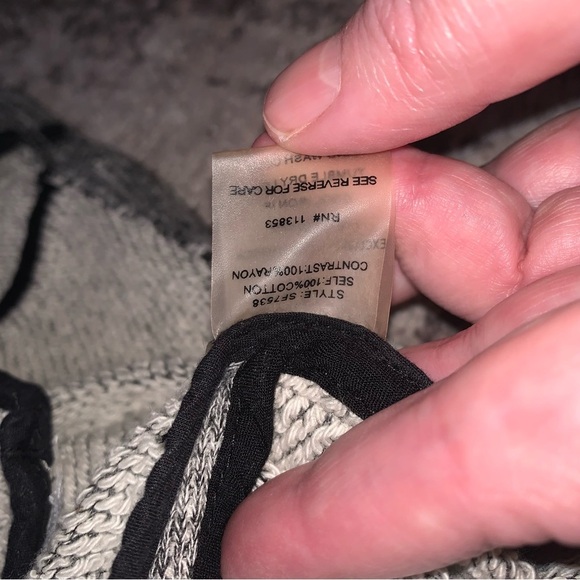 STYLE: SF7538
SELF:100%COTTON
CONTRAST:100%RAYON
RN# 113853
SEE REVERSE FOR CARE